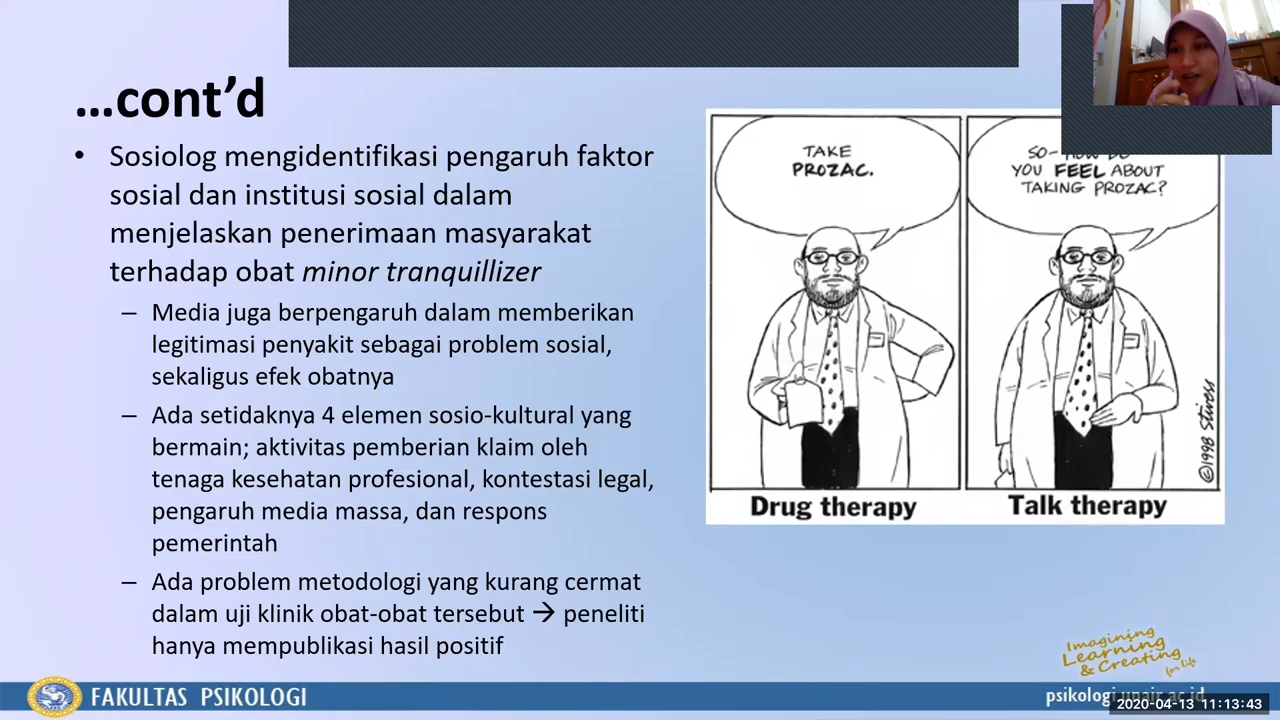 ...cont'd
• Sosiolog mengidentifikasi pengaruh faktor
sosial dan institusi sosial dalam
menjelaskan penerimaan masyarakat
terhadap obat minor tranquillizer
– Media juga berpengaruh dalam memberikan
legitimasi penyakit sebagai problem sosial,
sekaligus efek obatnya
– Ada setidaknya 4 elemen sosio-kultural yang
bermain; aktivitas pemberian klaim oleh
tenaga kesehatan profesional, kontestasi legal,
pengaruh media massa, dan respons
pemerintah
– Ada problem metodologi yang kurang cermat
dalam uji klinik obat-obat tersebut → peneliti
hanya mempublikasi hasil positif
TAKE
PROZAC.
Drug therapy
SO- HOW DO
YOU FEEL ABOUT
TAKING PROZAC?
©1998 Stivers
Talk therapy
Imagining
Learning
& Creating
for life
FAKULTAS PSIKOLOGI
psikologi.unair.ac.id
2020-04-13 11:13:43